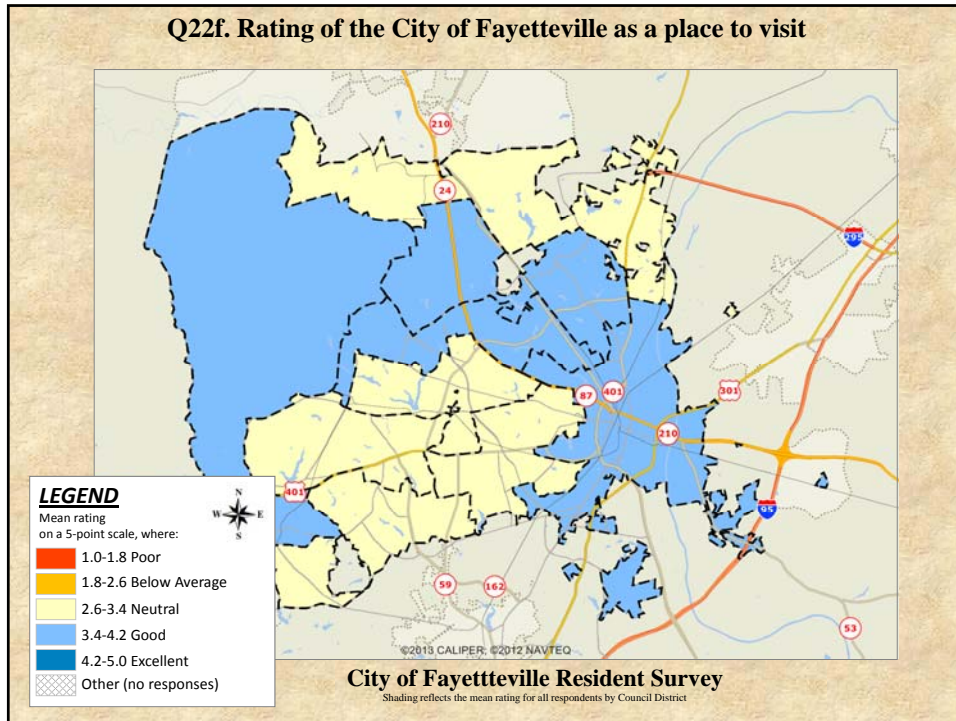 Q22f. Rating of the City of Fayetteville as a place to visit
210
24
295
87
401
301
210
401
95
59
162
53
LEGEND
N
W E
S
Mean rating
on a 5-point scale, where:
1.0-1.8 Poor
1.8-2.6 Below Average
2.6-3.4 Neutral
3.4-4.2 Good
4.2-5.0 Excellent
Other (no responses)
©2013 CALIPER; ©2012 NAVTEQ
City of Fayettteville Resident Survey
Shading reflects the mean rating for all respondents by Council District